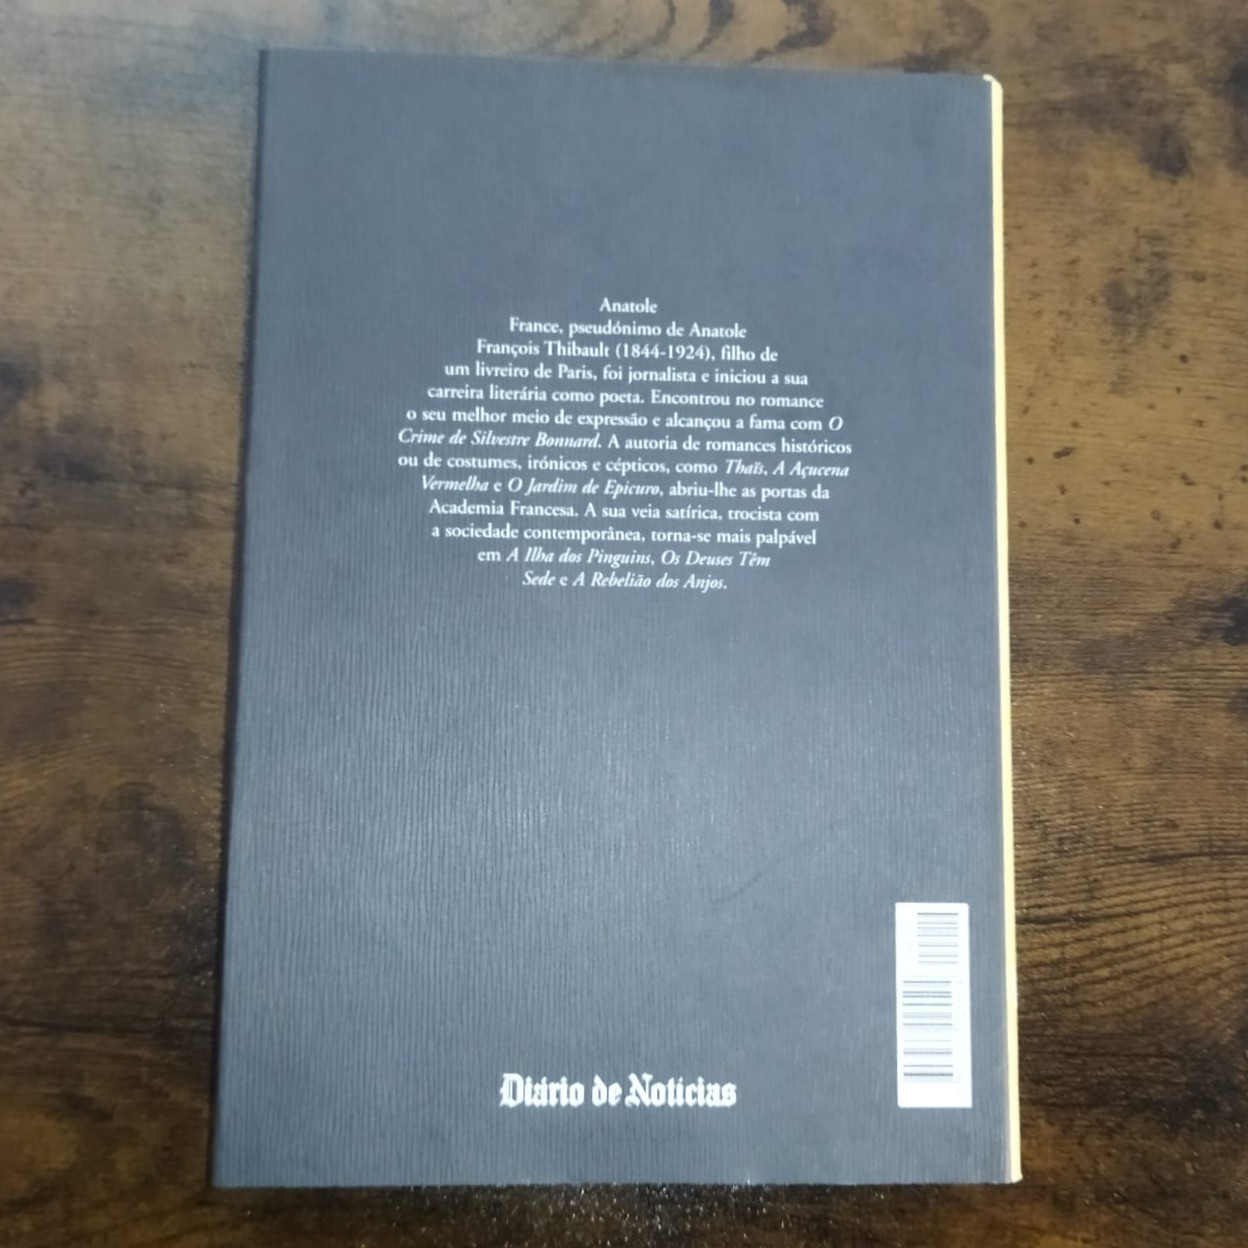 Anatole
France, pseudónimo de Anatole
François Thibault (1844-1924), filho de
um livreiro de Paris, foi jornalista e iniciou a sua
carreira literária como poeta. Encontrou no romance
o seu melhor meio de expressão e alcançou a fama com O
Crime de Silvestre Bonnard. A autoria de romances históricos
ou de costumes, irónicos e cépticos, como Thaïs, A Açucena
Vermelha e O Jardim de Epicuro, abriu-lhe as portas da
Academia Francesa. A sua veia satírica, trocista com
a sociedade contemporânea, torna-se mais palpável
em A Ilha dos Pinguins, Os Deuses Têm
Sede e A Rebelião dos Anjos.
Diário de Notícias